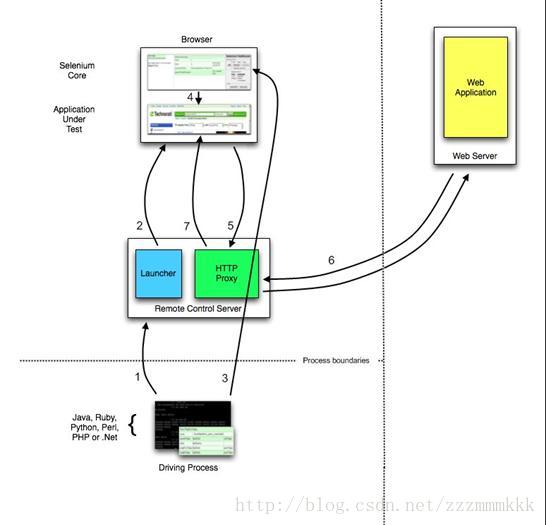 Browser
Selenium
Core
4
Application
Under
Test
Technorati
Web
Application
Web Server
2
7
5
6
Launcher
HTTP
Proxy
Remote Control Server
Process boundaries
1
3
Java, Ruby,
Python, Perl,
PHP or .Net
{
Driving Process
http://blog.csdn.net/zzzmmmkkk